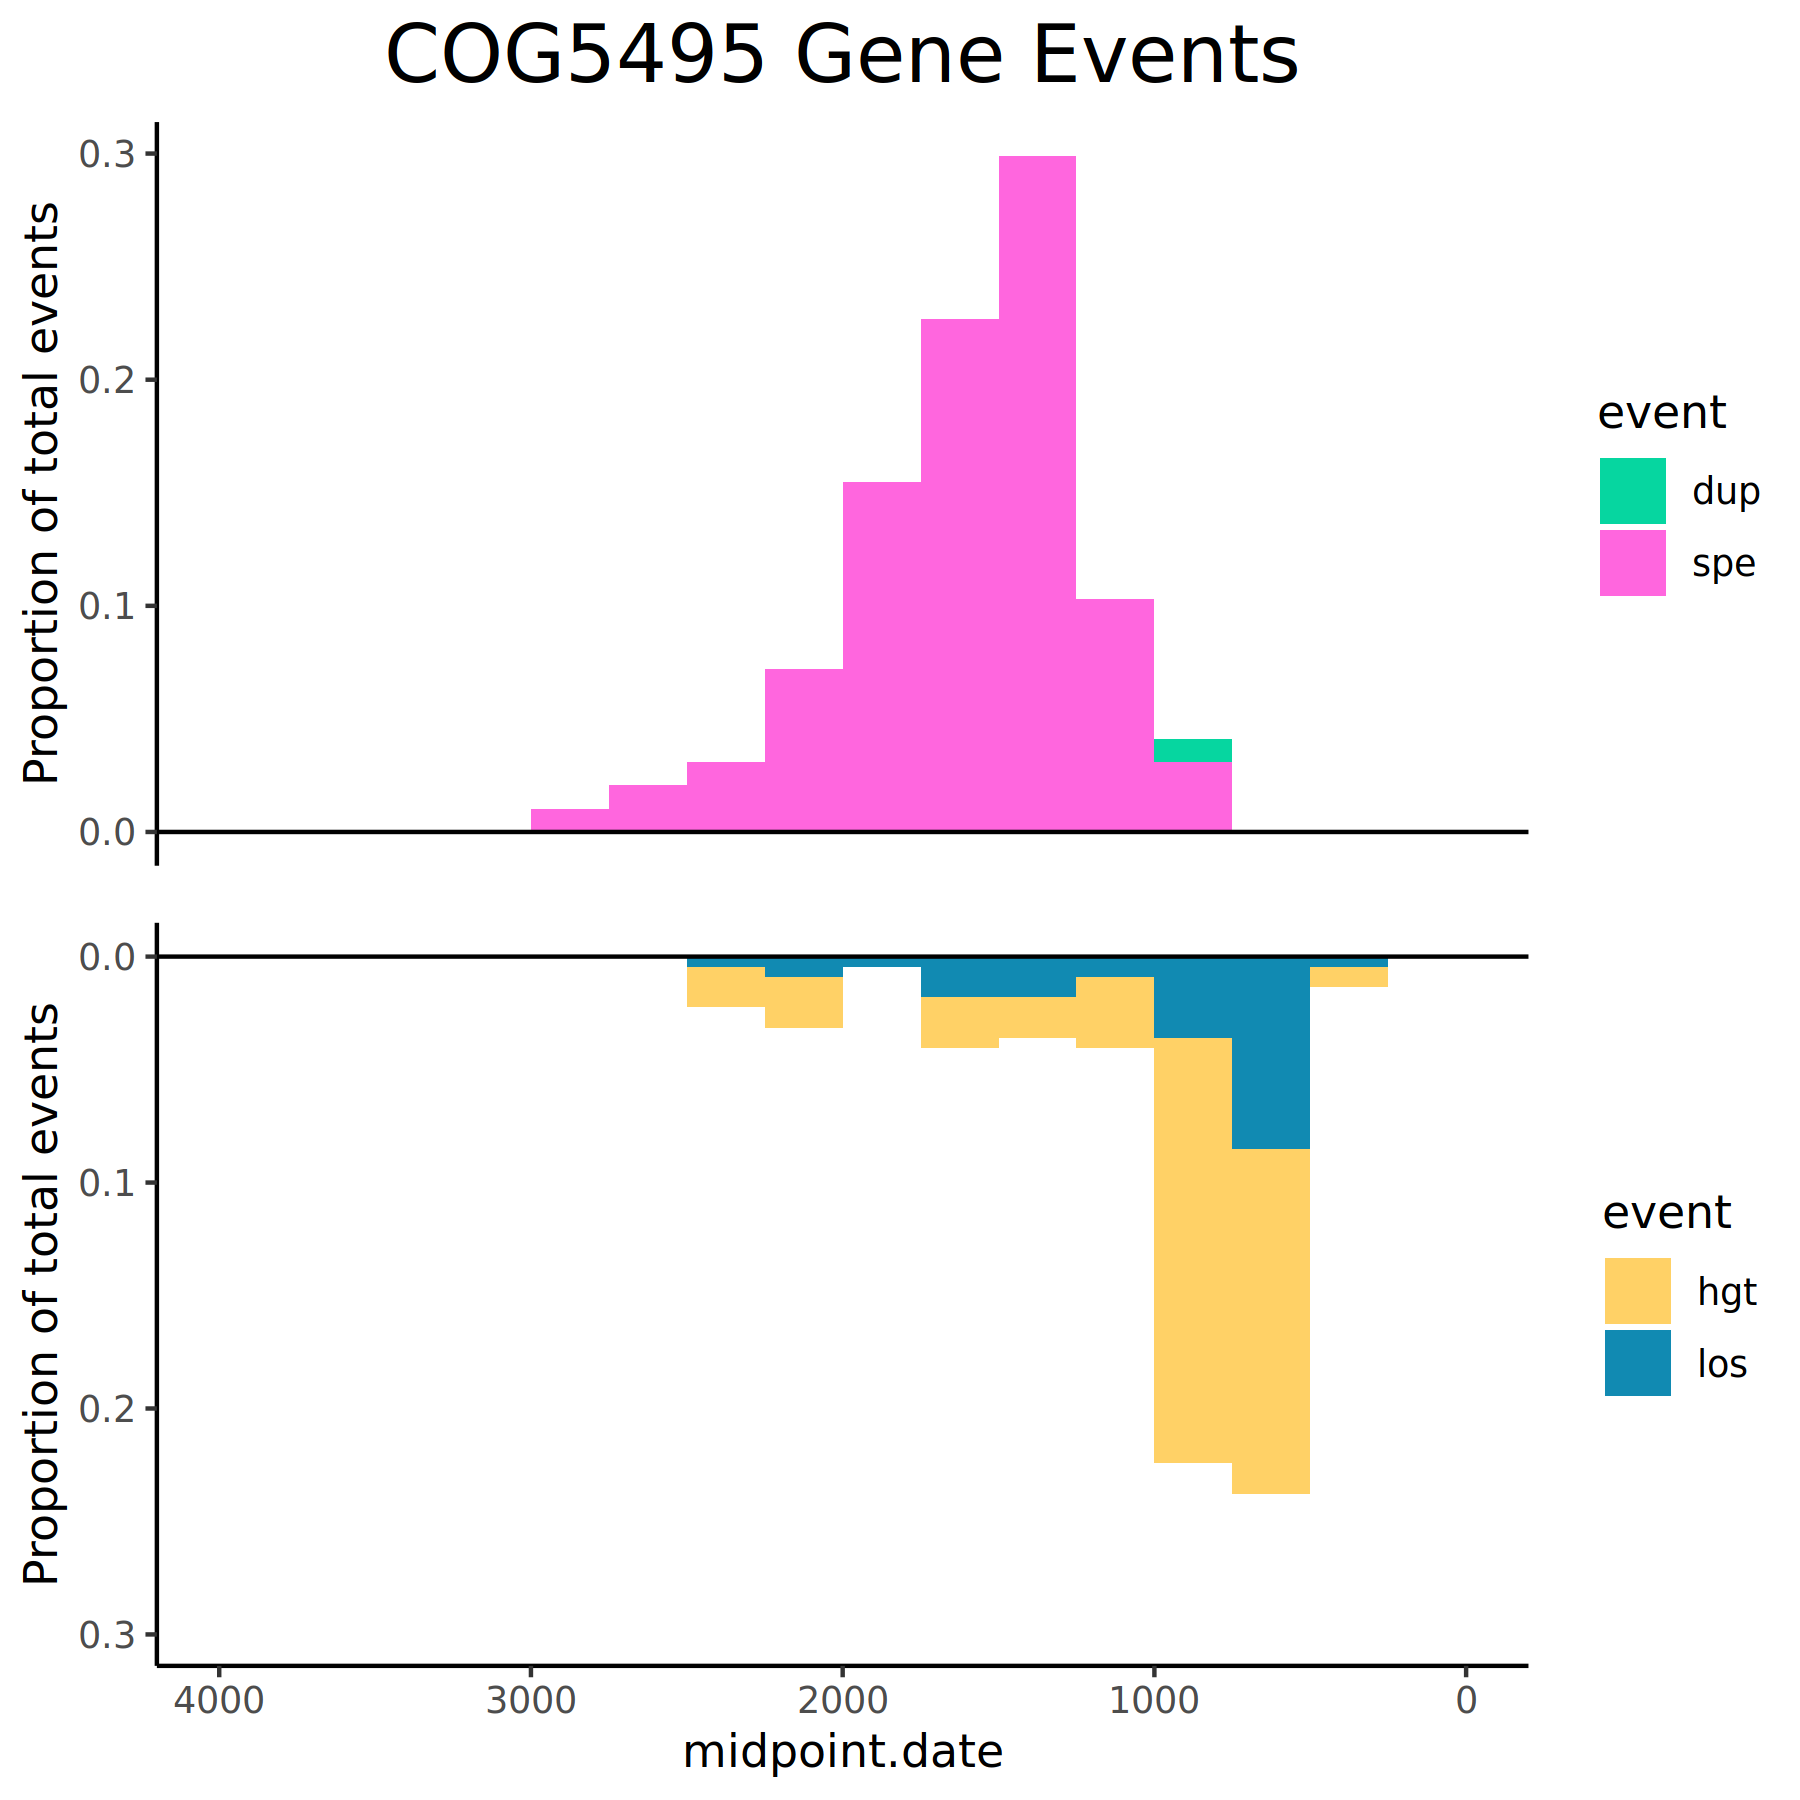 COG5495 Gene Events
Proportion of total events
0.3
0.2
0.1
0.0
event
dup
spe
Proportion of total events
0.0
0.1
0.2
0.3
event
hgt
los
4000 3000 2000 1000 0
midpoint.date